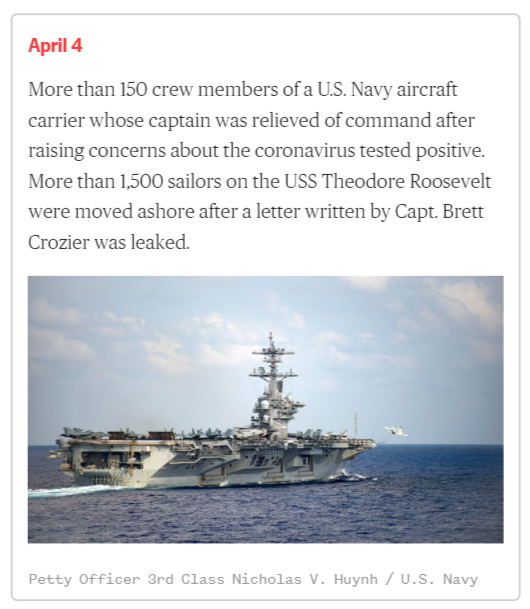 April 4
More than 150 crew members of a U.S. Navy aircraft
carrier whose captain was relieved of command after
raising concerns about the coronavirus tested positive.
More than 1,500 sailors on the USS Theodore Roosevelt
were moved ashore after a letter written by Capt. Brett
Crozier was leaked.
Petty Officer 3rd Class Nicholas V. Huynh / U.S. Navy